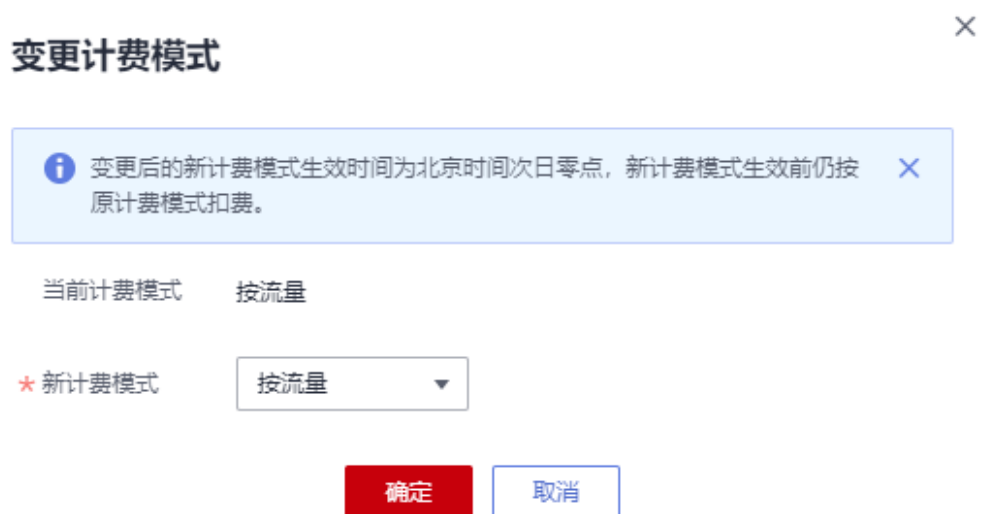 变更计费模式
变更后的新计费模式生效时间为北京时间次日零点，新计费模式生效前仍按
原计费模式扣费。
当前计费模式 按流量
* 新计费模式 按流量
确定 取消